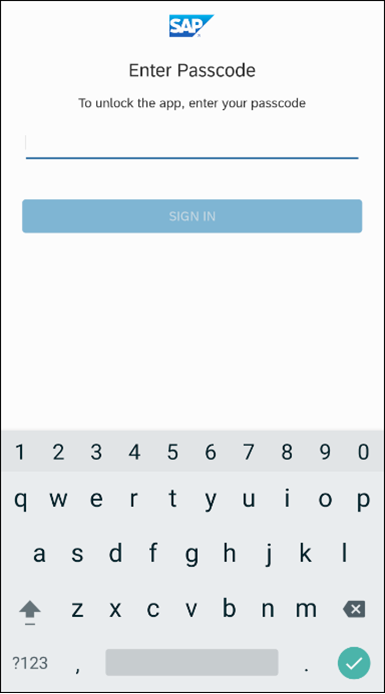 SAP
Enter Passcode
To unlock the app, enter your passcode
SIGN IN
1 2 3 4 5 6 7 8 9 0
q w e r t y u i o p
a s d f g h j k l
z x c v b n m
?123 , .